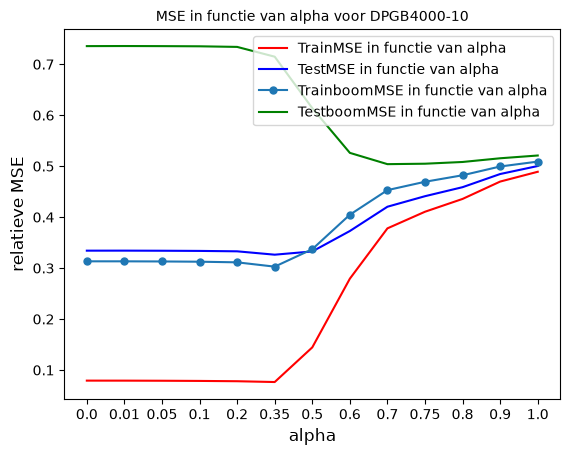 MSE in functie van alpha voor DPGB4000-10
TrainMSE in functie van alpha
TestMSE in functie van alpha
TrainboomMSE in functie van alpha
TestboomMSE in functie van alpha
relatieve MSE
0.7
0.6
0.5
0.4
0.3
0.2
0.1
0.0 0.01 0.05 0.1 0.2 0.35 0.5 0.6 0.7 0.75 0.8 0.9 1.0
alpha